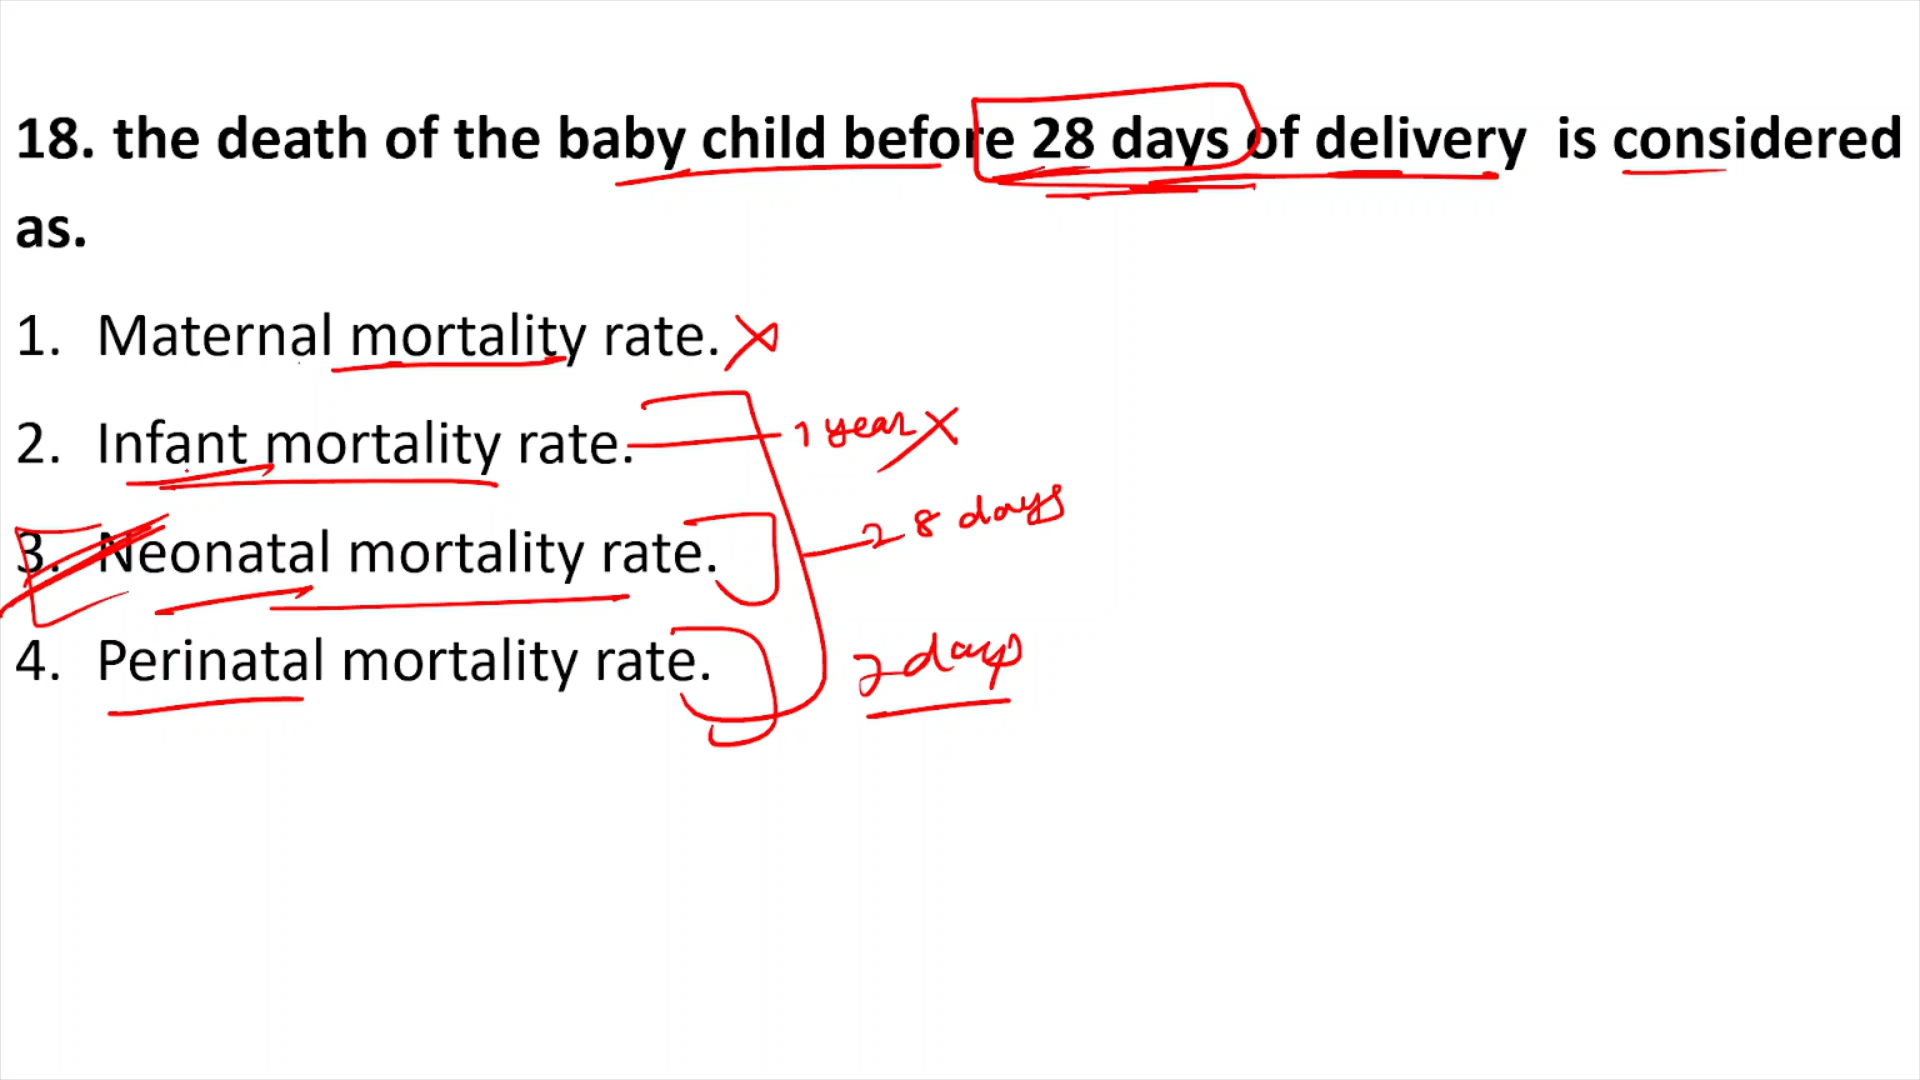 18. the death of the baby child before 28 days of delivery is considered
as.
1. Maternal mortality rate.
2. Infant mortality rate. 1 year
3. Neonatal mortality rate. 28 days
4. Perinatal mortality rate. 7 days